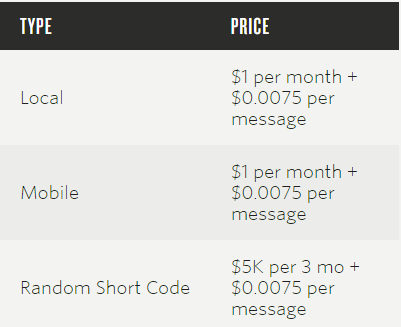 TYPE PRICE
Local $1 per month +
$0.0075 per
message
Mobile $1 per month +
$0.0075 per
message
Random Short Code $5K per 3 mo +
$0.0075 per
message